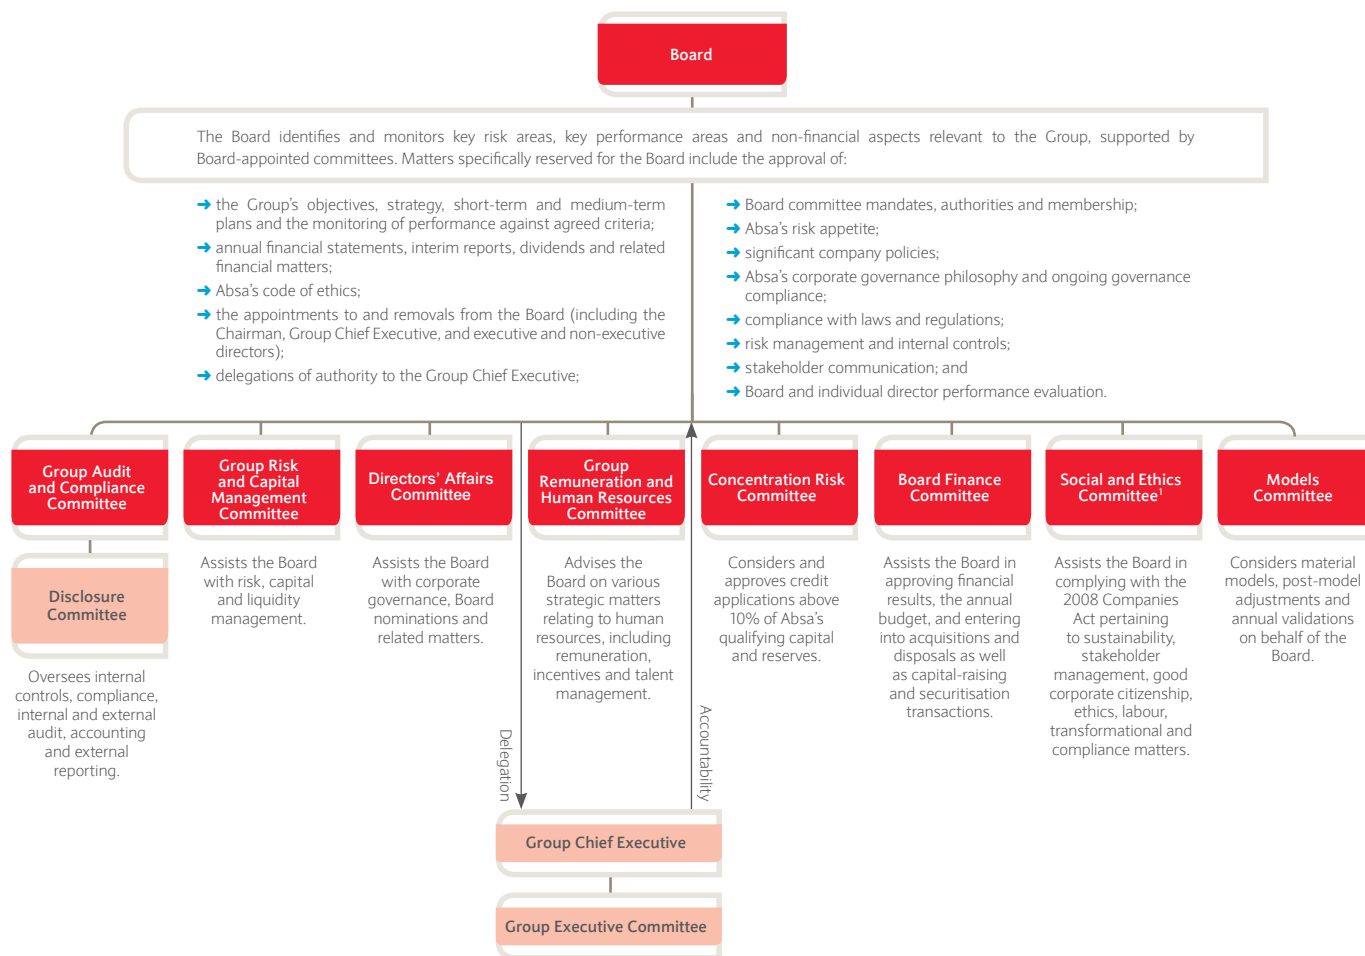 Board
The Board identifies and monitors key risk areas, key performance areas and non-financial aspects relevant to the Group, supported by
Board-appointed committees. Matters specifically reserved for the Board include the approval of:
➜ the Group's objectives, strategy, short-term and medium-term
plans and the monitoring of performance against agreed criteria;
➜ annual financial statements, interim reports, dividends and related
financial matters;
➜ Absa's code of ethics;
➜ the appointments to and removals from the Board (including the
Chairman, Group Chief Executive, and executive and non-executive
directors);
➜ delegations of authority to the Group Chief Executive;
➜ Board committee mandates, authorities and membership;
➜ Absa's risk appetite;
➜ significant company policies;
➜ Absa's corporate governance philosophy and ongoing governance
compliance;
➜ compliance with laws and regulations;
➜ risk management and internal controls;
➜ stakeholder communication; and
➜ Board and individual director performance evaluation.
Group Audit
and Compliance
Committee
Disclosure
Committee
Oversees internal
controls, compliance,
internal and external
audit, accounting
and external
reporting.
Group Risk
and Capital
Management
Committee
Assists the Board
with risk, capital
and liquidity
management.
Directors' Affairs
Committee
Assists the Board
with corporate
governance, Board
nominations and
related matters.
Group
Remuneration and
Human Resources
Committee
Advises the
Board on various
strategic matters
relating to human
resources, including
remuneration,
incentives and talent
management.
Concentration Risk
Committee
Considers and
approves credit
applications above
10% of Absa's
qualifying capital
and reserves.
Board Finance
Committee
Assists the Board in
approving financial
results, the annual
budget, and entering
into acquisitions and
disposals as well
as capital-raising
and securitisation
transactions.
Social and Ethics
Committee¹
Assists the Board in
complying with the
2008 Companies
Act pertaining
to sustainability,
stakeholder
management, good
corporate citizenship,
ethics, labour,
transformational and
compliance matters.
Models
Committee
Considers material
models, post-model
adjustments and
annual validations
on behalf of the
Board.
Delegation
Accountability
Group Chief Executive
Group Executive Committee